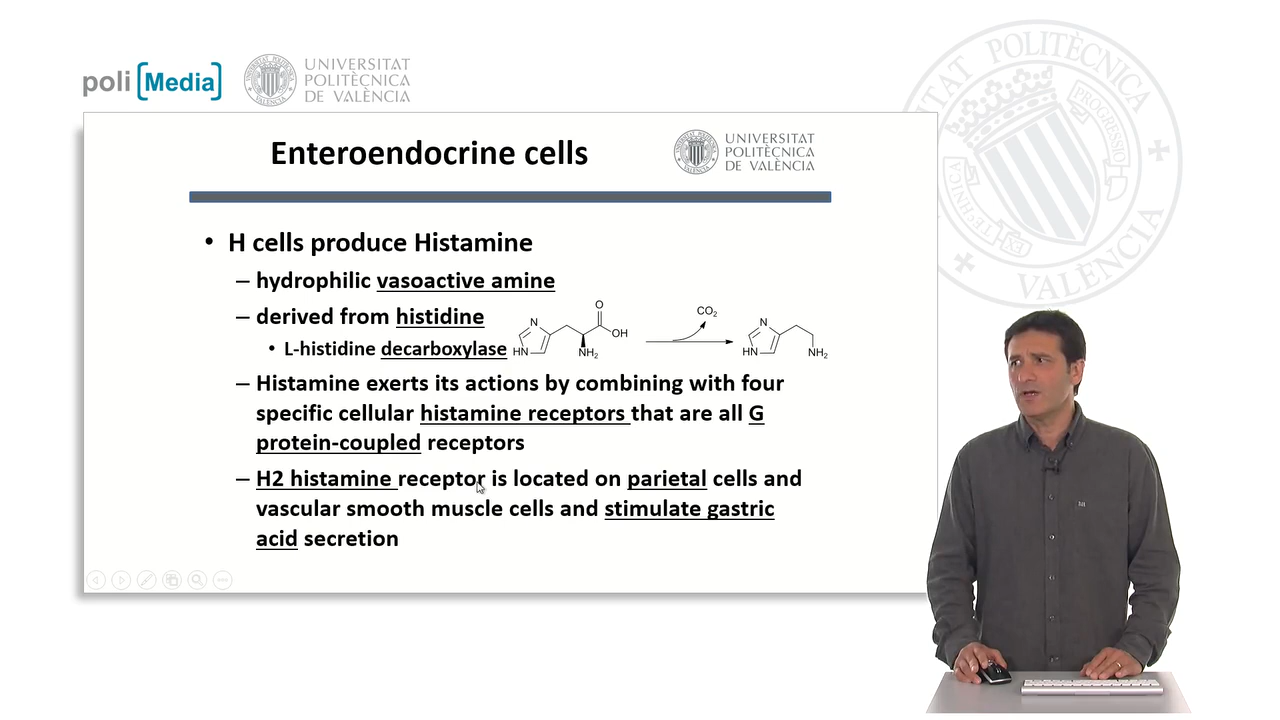 poli [Media]
UNIVERSITAT
POLITÈCNICA
DE VALÈNCIA
Enteroendocrine cells
UNIVERSITAT
POLITÈCNICA
DE VALÈNCIA
• H cells produce Histamine
– hydrophilic vasoactive amine
– derived from histidine
• L-histidine decarboxylase
N
HN
O
OH
NH2
CO2
N
HN
NH2
– Histamine exerts its actions by combining with four
specific cellular histamine receptors that are all G
protein-coupled receptors
– H2 histamine receptor is located on parietal cells and
vascular smooth muscle cells and stimulate gastric
acid secretion
POLITÈCNICA
VALÈNCIA